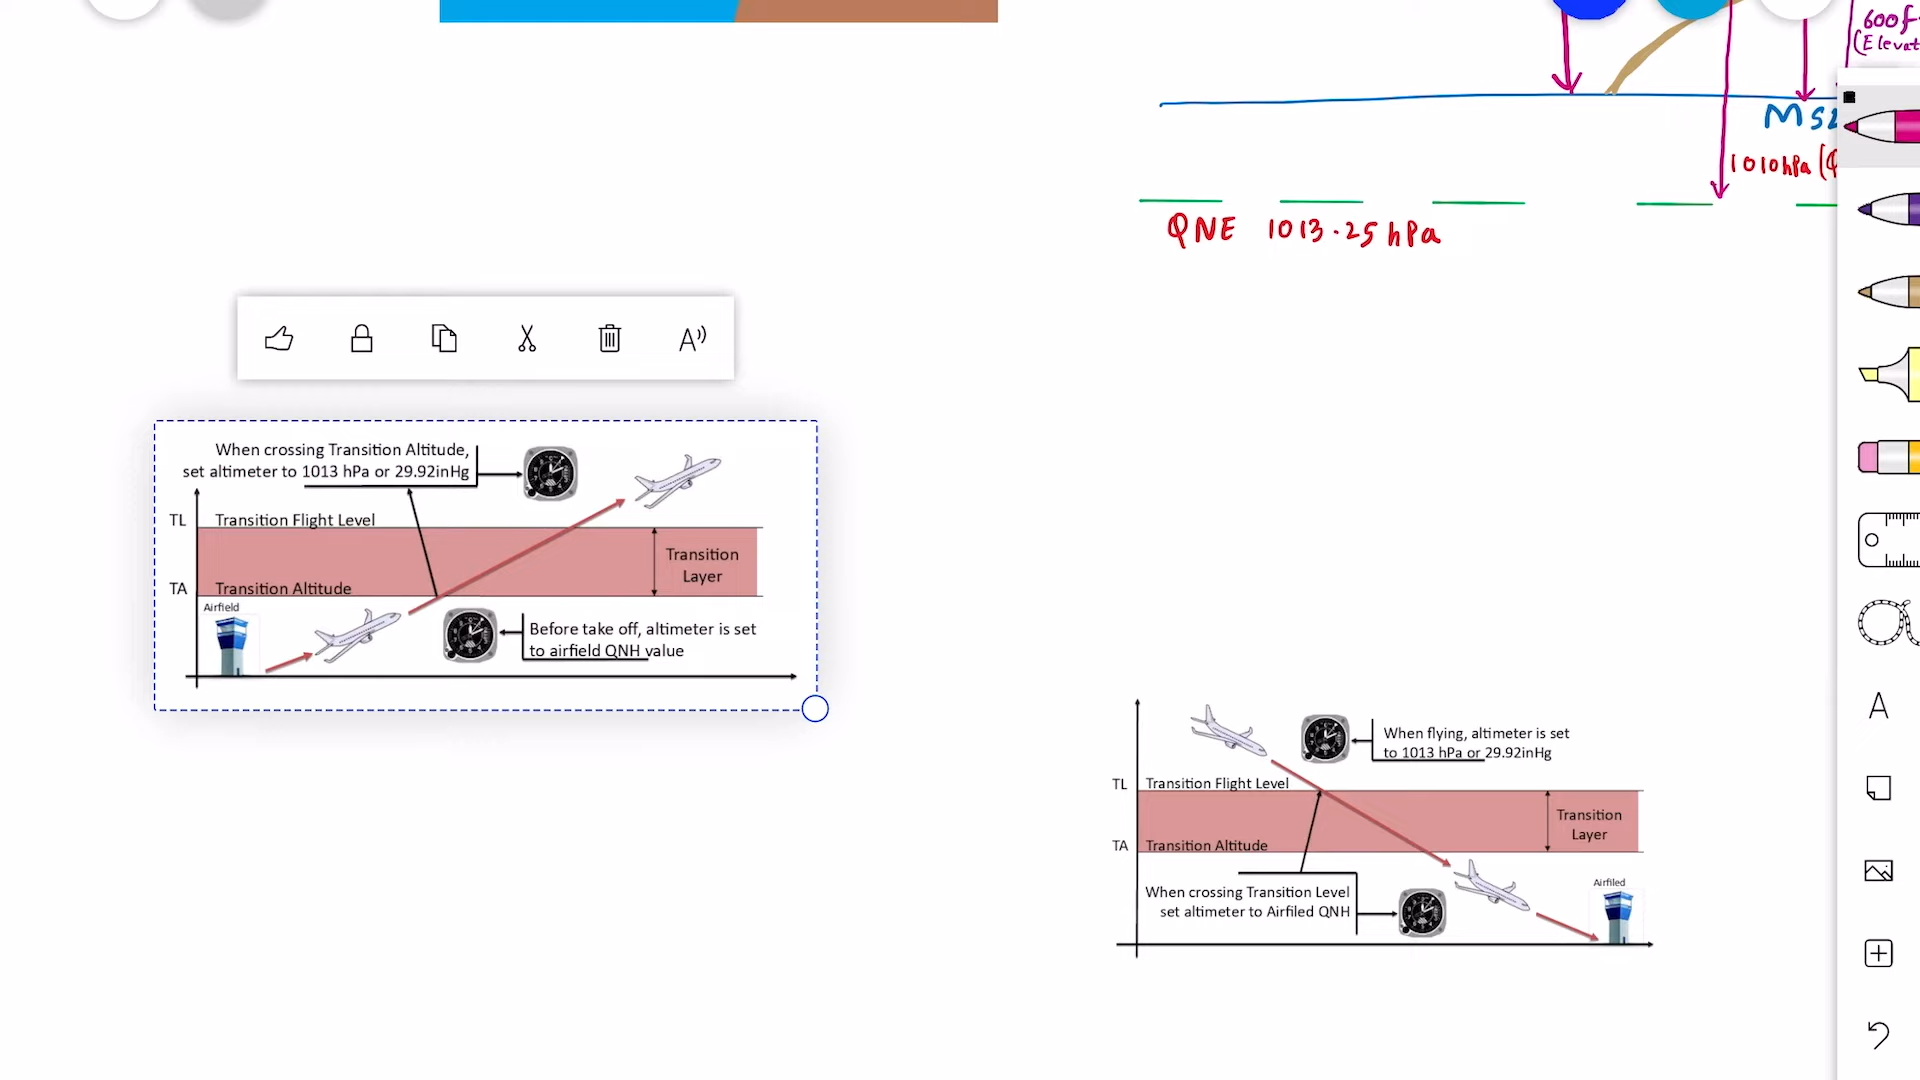 600f
(Elevat
MSL
1010hPa (Q
QNE 1013.25 hPa
A
When crossing Transition Altitude,
set altimeter to 1013 hPa or 29.92inHg
TL Transition Flight Level
Transition
Layer
TA Transition Altitude
Airfield
Before take off, altimeter is set
to airfield QNH value
When flying, altimeter is set
to 1013 hPa or 29.92inHg
TL Transition Flight Level
Transition
Layer
TA Transition Altitude
Airfiled
When crossing Transition Level
set altimeter to Airfiled QNH
A